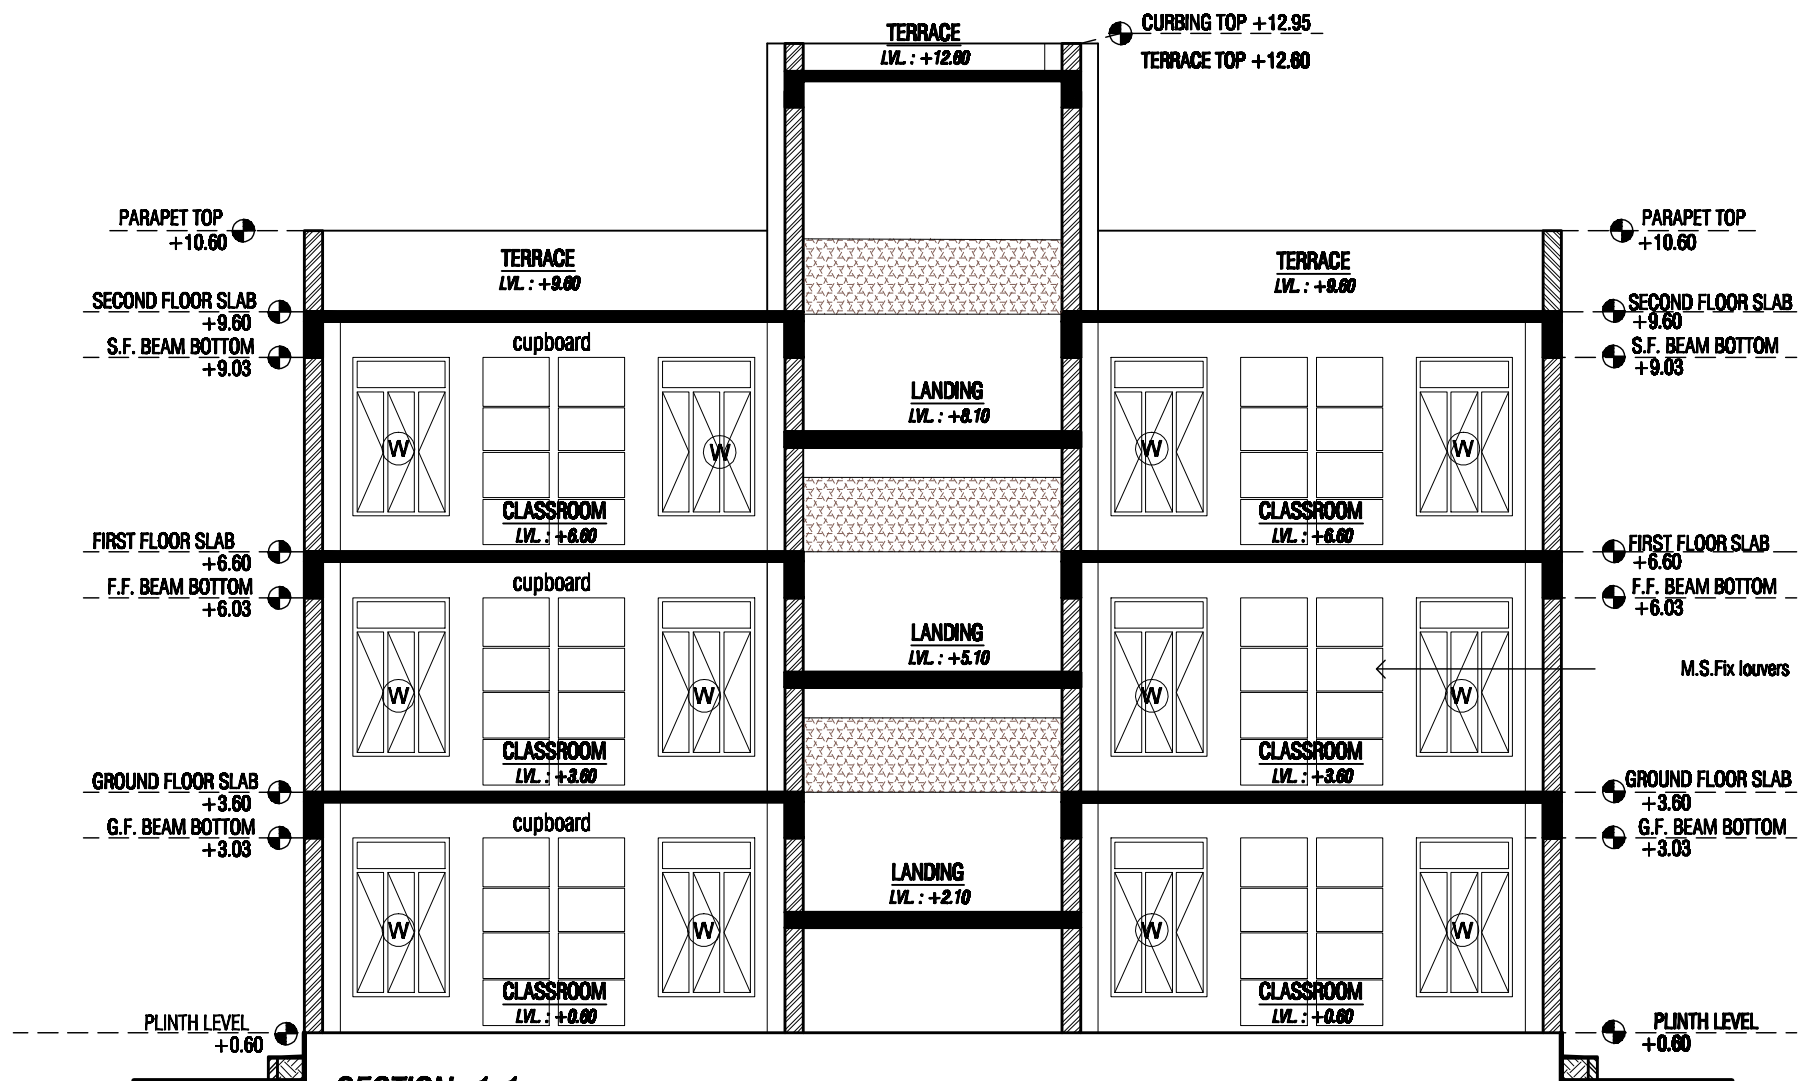 TERRACE
LVL. : +12.60
CURBING TOP +12.95
TERRACE TOP +12.60
PARAPET TOP
+10.60
TERRACE
LVL. : +9.60
TERRACE
LVL. : +9.60
PARAPET TOP
+10.60
SECOND FLOOR SLAB
+9.60
SECOND FLOOR SLAB
+9.60
S.F. BEAM BOTTOM
+9.03
cupboard
S.F. BEAM BOTTOM
+9.03
LANDING
LVL. : +8.10
W
W
W
W
CLASSROOM
LVL. : +6.60
CLASSROOM
LVL. : +6.60
FIRST FLOOR SLAB
+6.60
FIRST FLOOR SLAB
+6.60
F.F. BEAM BOTTOM
+6.03
cupboard
F.F. BEAM BOTTOM
+6.03
LANDING
LVL. : +5.10
M.S.Fix louvers
W
W
W
W
CLASSROOM
LVL. : +3.60
CLASSROOM
LVL. : +3.60
GROUND FLOOR SLAB
+3.60
GROUND FLOOR SLAB
+3.60
G.F. BEAM BOTTOM
+3.03
cupboard
G.F. BEAM BOTTOM
+3.03
LANDING
LVL. : +2.10
W
W
W
W
CLASSROOM
LVL. : +0.60
CLASSROOM
LVL. : +0.60
PLINTH LEVEL
+0.60
PLINTH LEVEL
+0.60